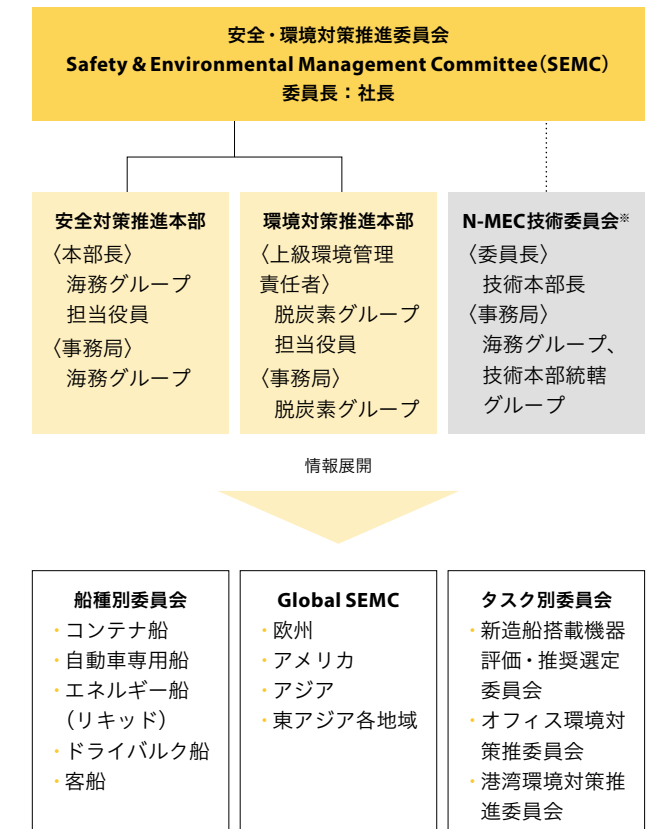 安全・環境対策推進委員会
Safety & Environmental Management Committee(SEMC)
委員長：社長
安全対策推進本部
〈本部長〉
海務グループ
担当役員
〈事務局〉
海務グループ
環境対策推進本部
〈上級環境管理
責任者〉
脱炭素グループ
担当役員
〈事務局〉
脱炭素グループ
N-MEC技術委員会※
〈委員長〉
技術本部長
〈事務局〉
海務グループ、
技術本部統轄
グループ
情報展開
船種別委員会
・コンテナ船
・自動車専用船
・エネルギー船
（リキッド）
・ドライバルク船
・客船
Global SEMC
・欧州
・アメリカ
・アジア
・東アジア各地域
タスク別委員会
・新造船搭載機器
評価・推奨選定
委員会
・オフィス環境対
策推委員会
・港湾環境対策推
進委員会